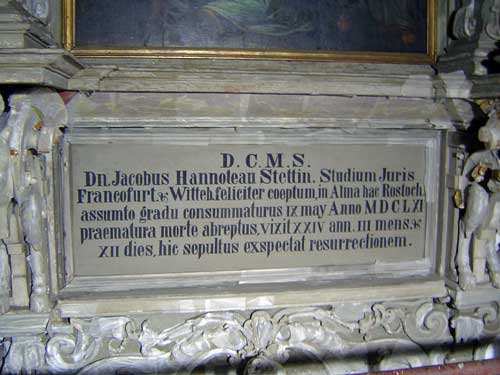 D. C. M. S.
Dn. Jacobus Hannoteau Stettin. Studium Juris
Francofurt. & Witteb. feliciter coeptum, in Alma hac Rostoch.
assumto gradu consummaturus IX may Anno MDCLXI
praematura morte abreptus, vixit XXIV ann. III mens. &
XII dies, hic sepultus exspectat resurrectionem.